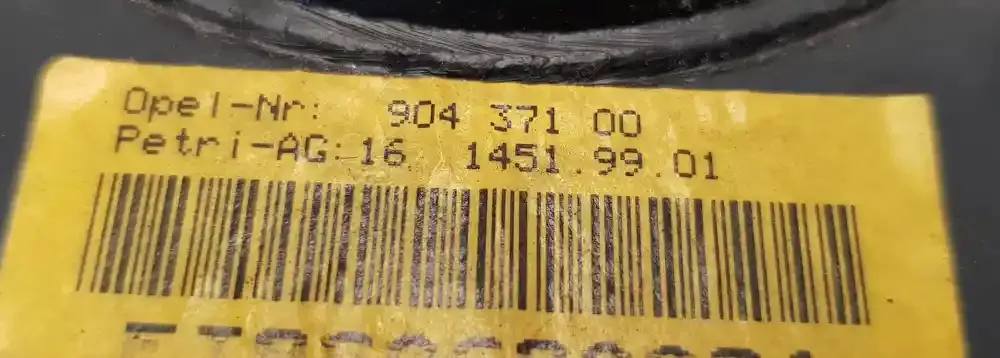 Opel-Nr: 904 371 00
Petri-AG:16 1451.99.01